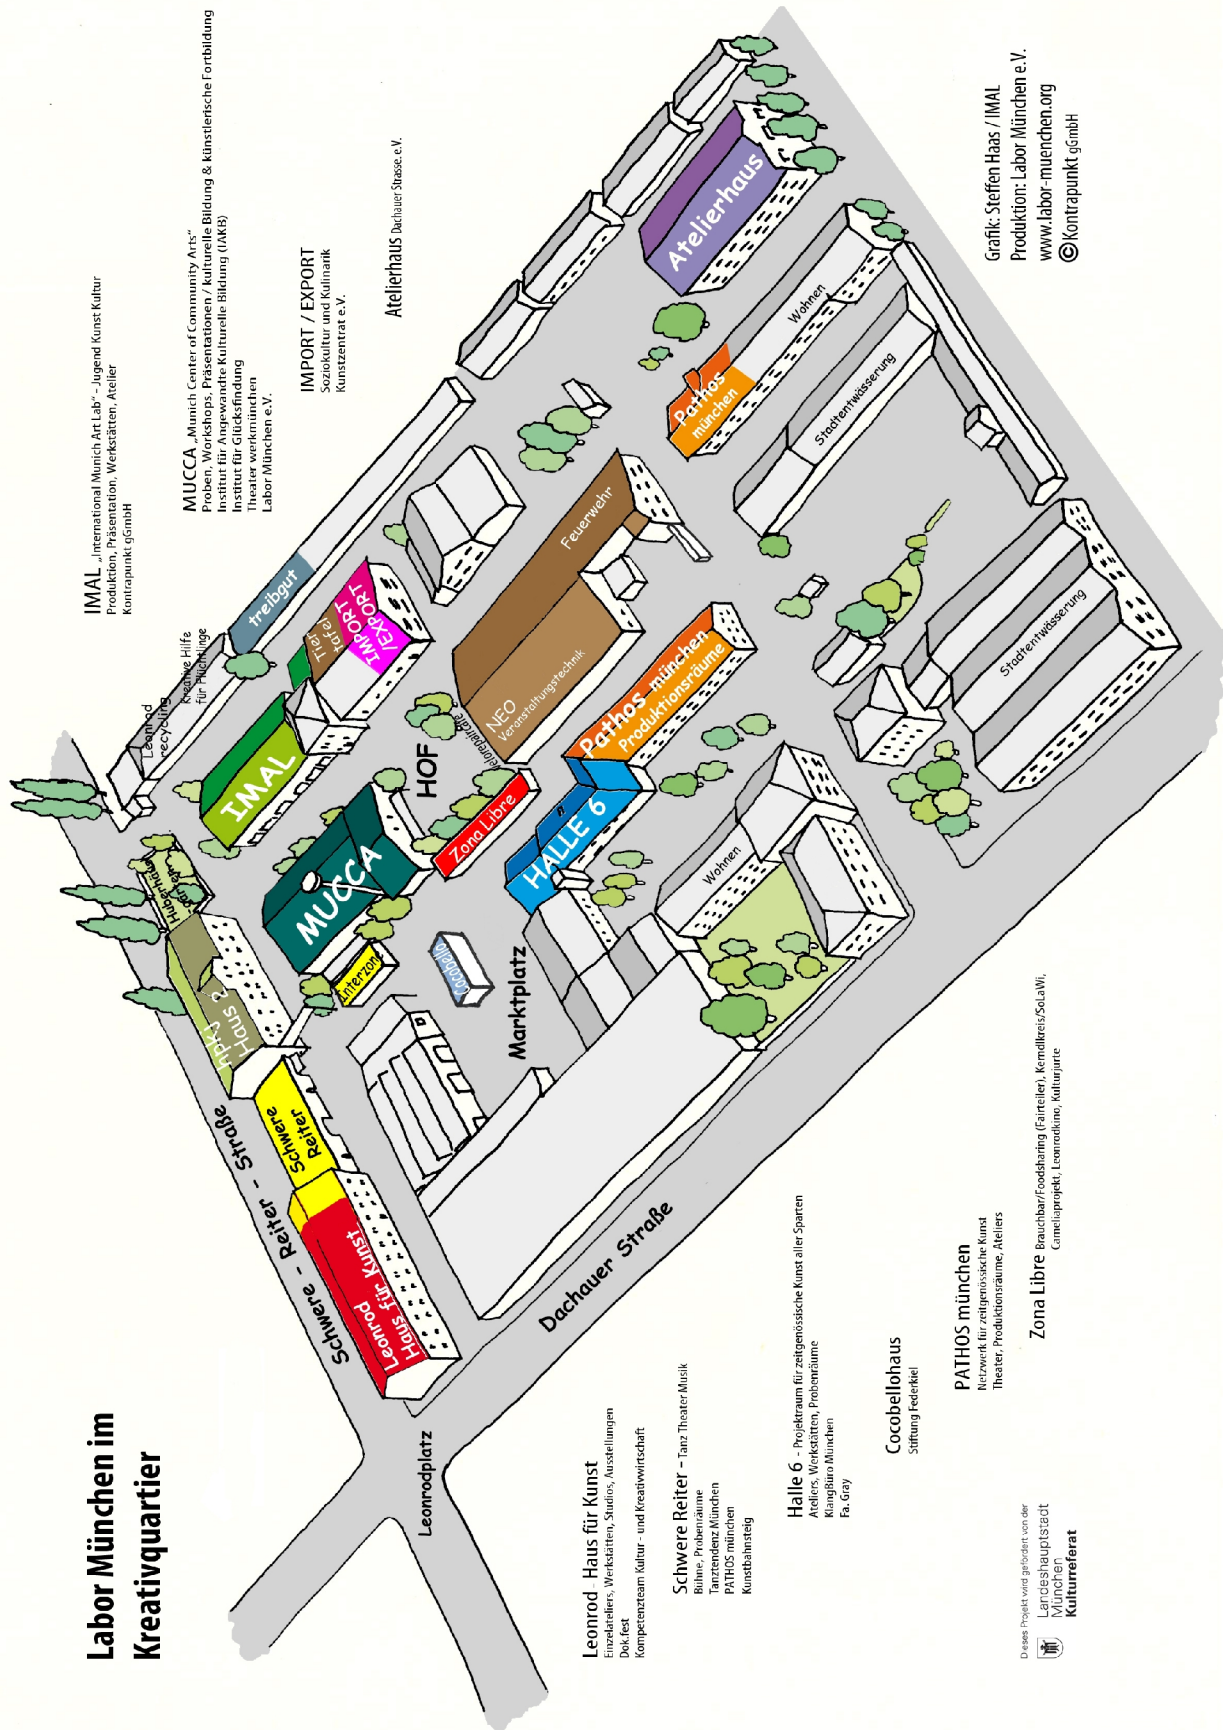 Labor München im
Kreativquartier
IMAL „International Munich Art Lab“ - Jugend Kunst Kultur
Produktion, Präsentation, Werkstätten, Atelier
Kontrapunkt gGmbH
MUCCA „Munich Center of Community Arts“
Proben, Workshops, Präsentationen / kulturelle Bildung & künstlerische Fortbildung
Institut für Angewandte Kulturelle Bildung (IAKB)
Institut für Glücksfindung
Theater werkmünchen
Labor München e.V.
IMPORT / EXPORT
Soziokultur und Kulinarik
Kunstzentrat e.V.
Atelierhaus Dachauer Strasse. e.V.
Leonrod
recycling
Kreative Hilfe
für Flüchtlinge
treibgut
Tier
tafel
IMPORT
/EXPORT
IMAL
Huberhäusl
garten
hpkj
Haus 2
MUCCA
Interzone
HOF
Zona Libre
Cocobello
Marktplatz
NEO
Veranstaltungstechnik
Feuerwehr
HALLE 6
Pathos münchen
Produktionsräume
Pathos
münchen
Wohnen
Atelierhaus
Stadtentwässerung
Stadtentwässerung
Wohnen
Schwere
Reiter
Leonrod
Haus für Kunst
Schwere - Reiter - Straße
Dachauer Straße
Leonrodplatz
Leonrod - Haus für Kunst
Einzelateliers, Werkstätten, Studios, Ausstellungen
Dok.fest
Kompetenzteam Kultur - und Kreativwirtschaft
Schwere Reiter - Tanz Theater Musik
Bühne, Probenräume
Tanztendenz München
PATHOS münchen
Kunstbahnsteig
Halle 6 - Projektraum für zeitgenössische Kunst aller Sparten
Ateliers, Werkstätten, Probenräume
KlangBüro München
Fa. Gray
Cocobellohaus
Stiftung Federkiel
PATHOS münchen
Netzwerk für zeitgenössische Kunst
Theater, Produktionsräume, Ateliers
Zona Libre Brauchbar/Foodsharing (Fairteiler), Kerndlkreis/SoLaWi,
Cameliaprojekt, Leonrodkino, Kulturjurte
Grafik: Steffen Haas / IMAL
Produktion: Labor München e.V.
www.labor-muenchen.org
©Kontrapunkt gGmbH
Dieses Projekt wird gefördert von der
Landeshauptstadt
München
Kulturreferat